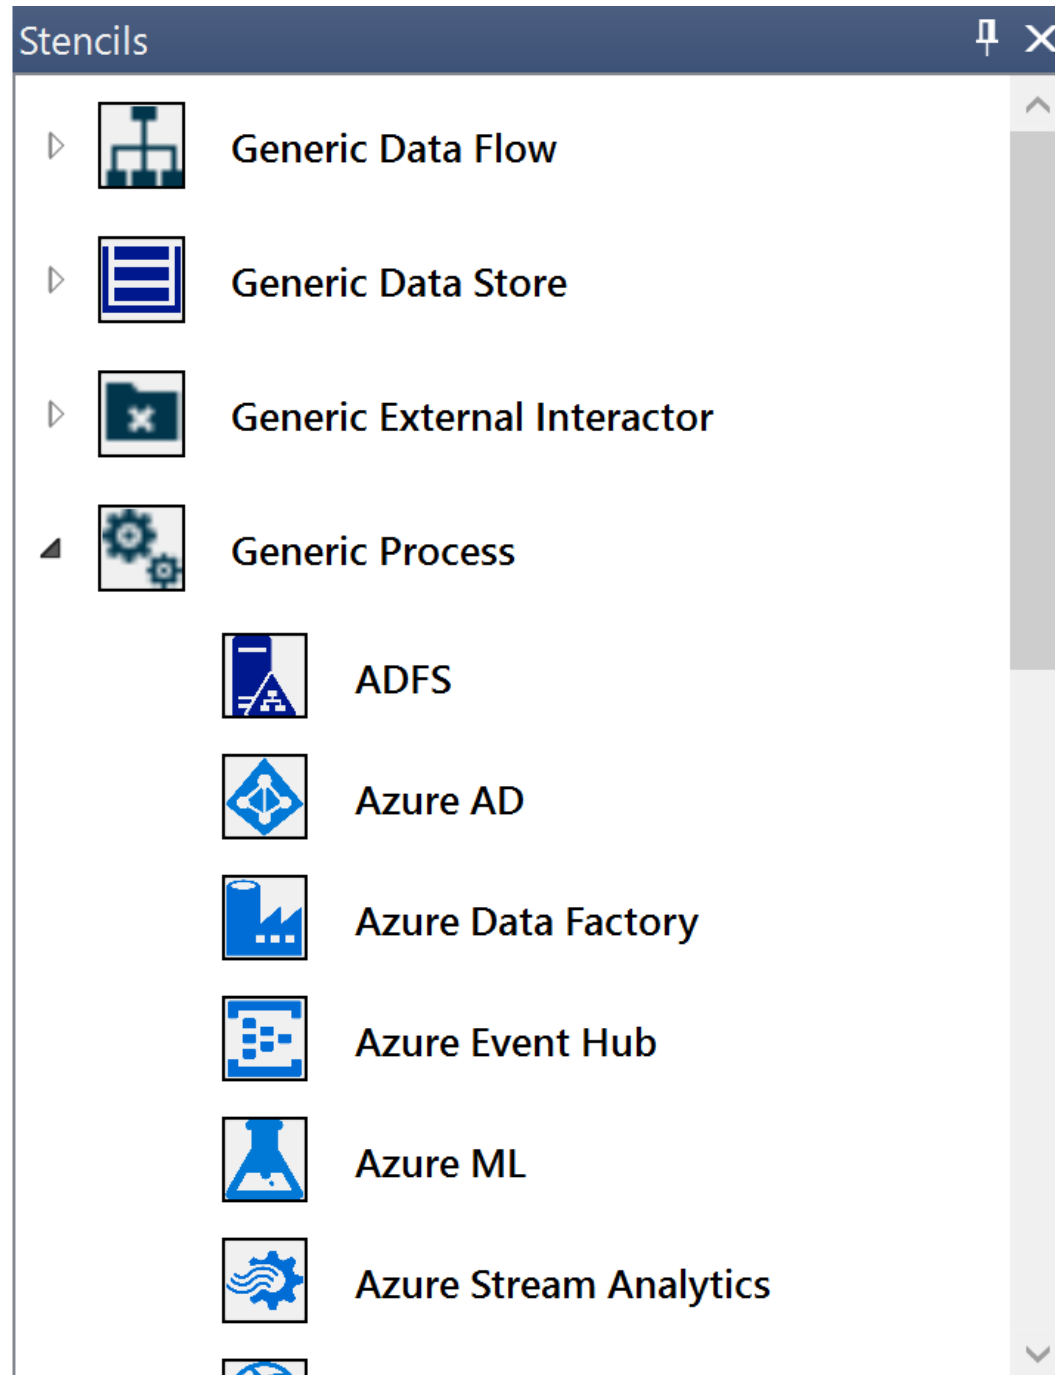 Stencils
Generic Data Flow
Generic Data Store
Generic External Interactor
Generic Process
ADFS
Azure AD
Azure Data Factory
Azure Event Hub
Azure ML
Azure Stream Analytics